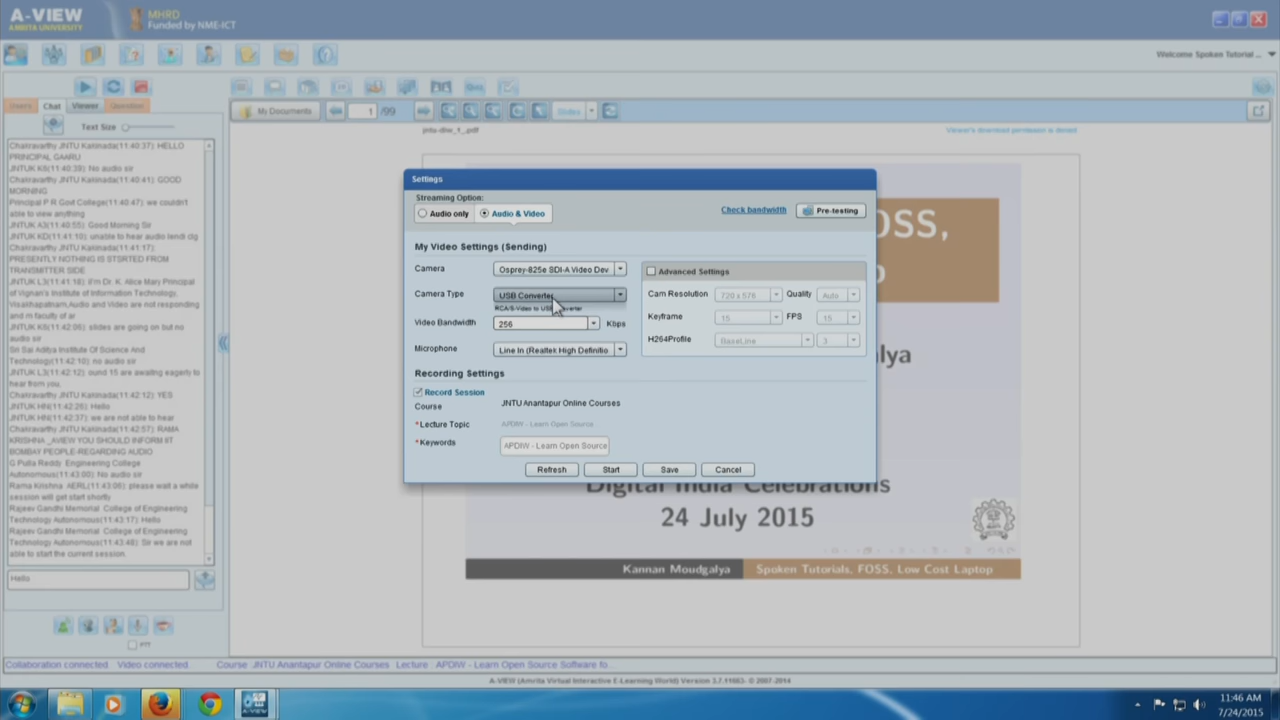 A-VIEW
AMRITA UNIVERSITY
MHRD
Funded by NME-ICT
Welcome Spoken Tutorial ...
Users Chat Viewer Question
Text Size
My Documents 1 /99 Slides
Quiz
Viewer's download permission is denied
Chakravarthy JNTU Kakinada(11:40:37): HELLO
PRINCIPAL GAARU
JNTUK K6(11:40:39): No audio sir
Chakravarthy JNTU Kakinada(11:40:41): GOOD
MORNING
Principal P R Govt College(11:40:47): we couldn't
able to view anything
JNTUK A3(11:40:55): Good Morning Sir
JNTUK KD(11:41:10): unable to hear audio lendi clg
Chakravarthy JNTU Kakinada(11:41:17):
PRESENTLY NOTHING IS STSRTED FROM
TRANSMITTER SIDE
JNTUK L3(11:41:18): I'm Dr. K. Alice Mary Principal
of Vignan's Institute of Information Technology,
Visakhapatnam,Audio and Video are not responding
and m faculty of ar
JNTUK K6(11:42:06): slides are going on but no
audio sir
Sri Sai Aditya Institute Of Science And
Technology(11:42:10): no audio sir
JNTUK L3(11:42:12): ound 15 are awaiting eagerly to
hear from you.
Chakravarthy JNTU Kakinada(11:42:12): YES
JNTUK HN(11:42:26): Hello
JNTUK HN(11:42:37): we are not able to hear
Chakravarthy JNTU Kakinada(11:42:57): RAMA
KRISHNA _AVIEW YOU SHOULD INFORM IIT
BOMBAY PEOPLE-REGARDING AUDIO
G Pulla Reddy Engineering College
Autonomous(11:43:00): No audio sir
Rama Krishna AERL(11:43:06): please wait a while
session will get start shortly
Rajeev Gandhi Memorial College of Engineering
Technology Autonomous(11:43:17): Hello
Rajeev Gandhi Memorial College of Engineering
Technology Autonomous(11:43:48): Sir we are not
able to start the current session.
Hello
PTT
Settings
Streaming Option:
Audio only Audio & Video
Check bandwidth Pre-testing
My Video Settings (Sending)
Camera Osprey-825e SDI-A Video Dev
Camera Type USB Converter
RCA/S-Video to USB Converter
Video Bandwidth 256 Kbps
Microphone Line In (Realtek High Definitio
Advanced Settings
Cam Resolution 720 x 576 Quality Auto
Keyframe 15 FPS 15
H264Profile BaseLine 3
Recording Settings
Record Session
Course JNTU Anantapur Online Courses
*Lecture Topic APDIW - Learn Open Source
*Keywords APDIW - Learn Open Source
Refresh Start Save Cancel
OSS,
lya
Digital India Celebrations
24 July 2015
Kannan Moudgalya Spoken Tutorials, FOSS, Low Cost Laptop
Collaboration connected Video connected Course JNTU Anantapur Online Courses Lecture : APDIW - Learn Open Source Software fo...
A-VIEW (Amrita Virtual Interactive E-Learning World) Version 3.7.11663- © 2007-2014
A-VIEW
11:46 AM
7/24/2015